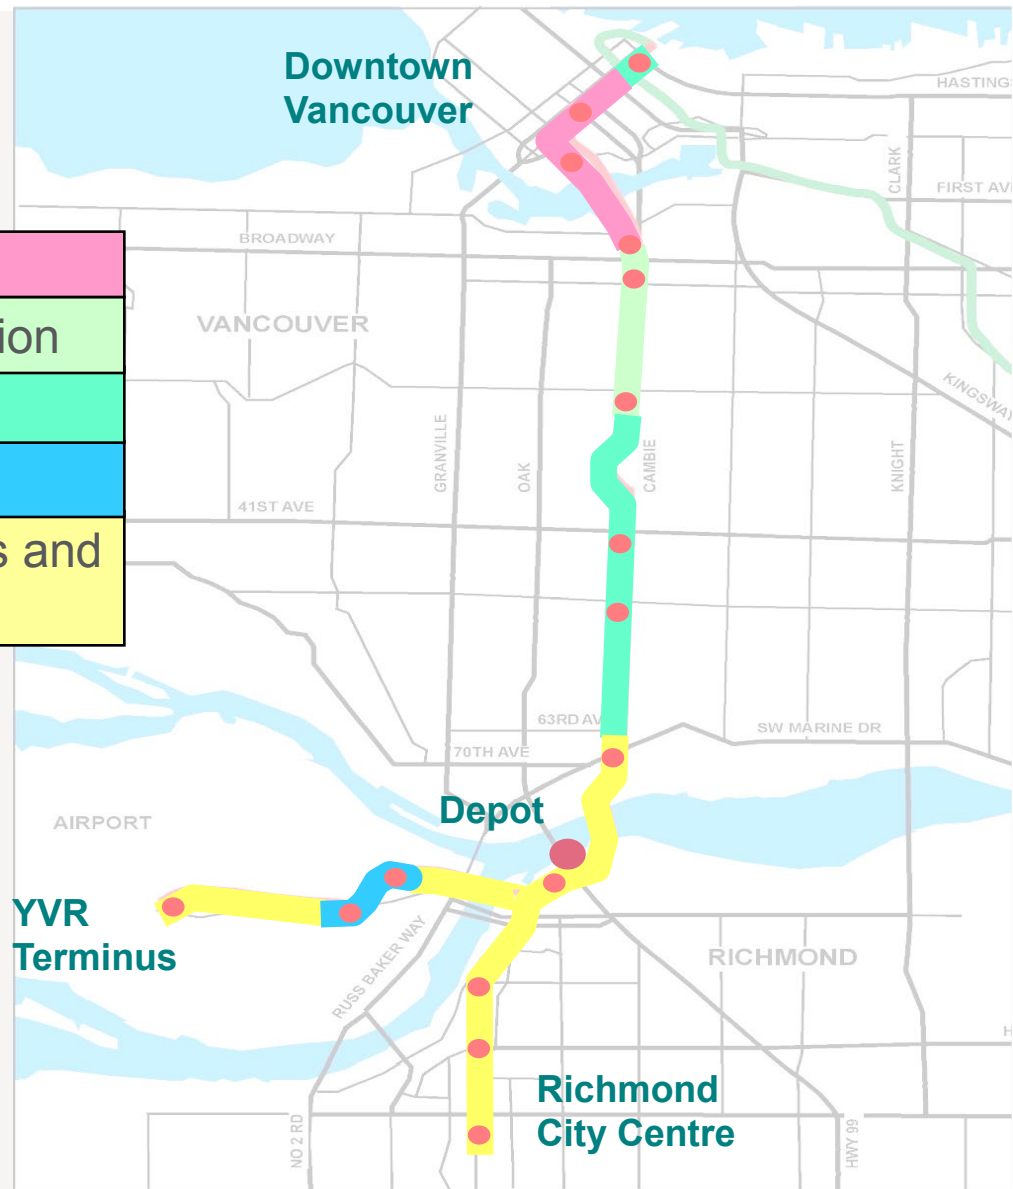 Downtown
Vancouver
HASTINGS
CLARK
FIRST AVE
BROADWAY
ion
VANCOUVER
KINGSWAY
GRANVILLE
OAK
CAMBIE
KNIGHT
41ST AVE
s and
63RD AV
SW MARINE DR
70TH AVE
Depot
AIRPORT
YVR
Terminus
RUSS BAKER WAY
RICHMOND
H
Richmond
City Centre
NO 2 RD
HWY 99